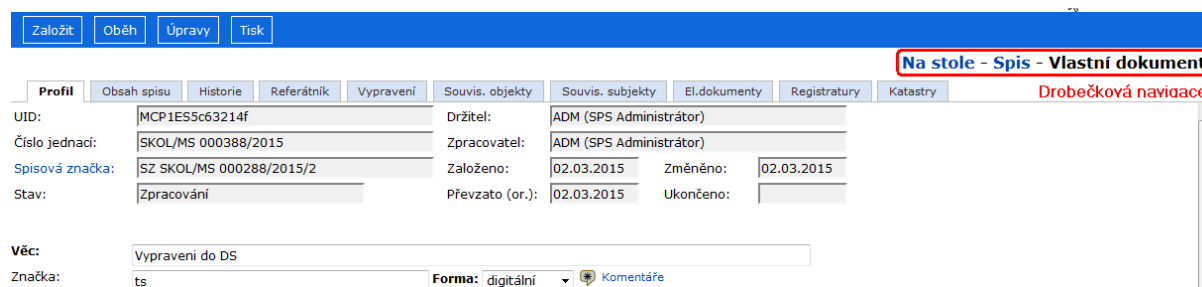 Založit Oběh Úpravy Tisk
Na stole - Spis - Vlastní dokument
Profil Obsah spisu Historie Referátník Vypravení Souvis. objekty Souvis. subjekty El.dokumenty Registratury Katastry Drobečková navigace
UID: MCP1ES5c63214f Držitel: ADM (SPS Administrátor)
Číslo jednací: SKOL/MS 000388/2015 Zpracovatel: ADM (SPS Administrátor)
Spisová značka: SZ SKOL/MS 000288/2015/2 Založeno: 02.03.2015 Změněno: 02.03.2015
Stav: Zpracování Převzato (or.): 02.03.2015 Ukončeno:
Věc: Vypraveni do DS
Značka: ts Forma: digitální Komentáře